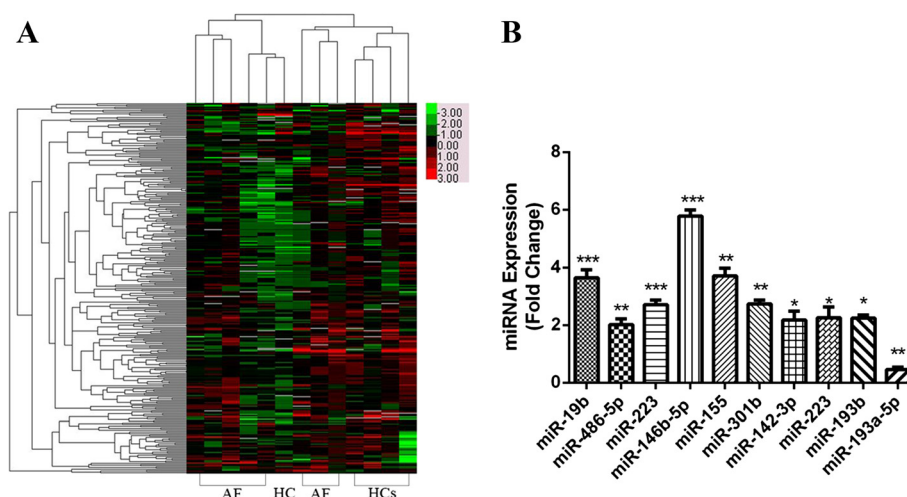 A
-3.00
-2.00
-1.00
0.00
1.00
2.00
3.00
AF
HC
AF
HCs
B
miRNA Expression
(Fold Change)
8
6
4
2
0
***
**
***
***
**
**
*
*
*
**
miR-19b
miR-486-5p
miR-223
miR-146b-5p
miR-155
miR-301b
miR-142-3p
miR-223
miR-193b
miR-193a-5p